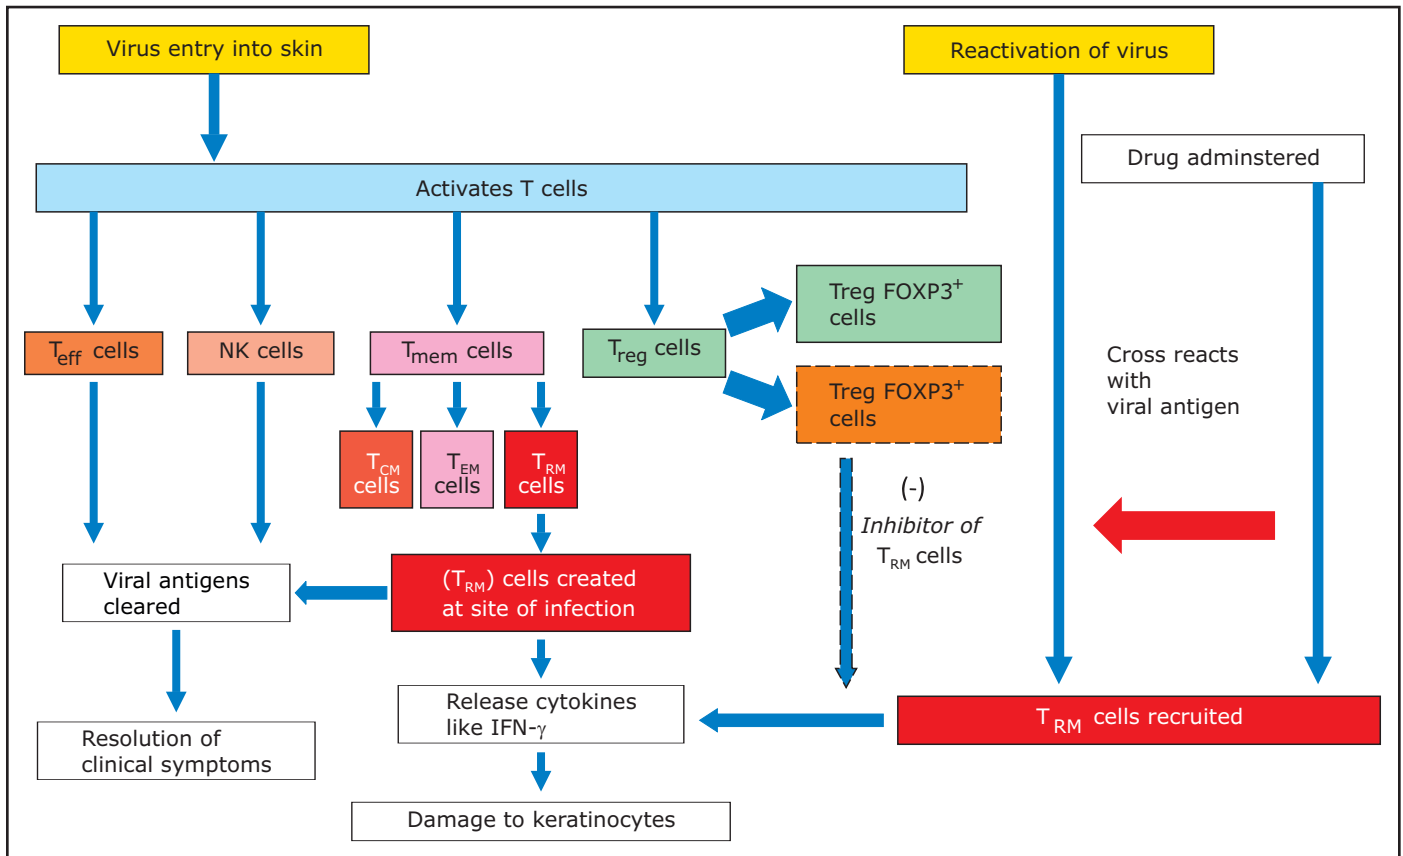 Virus entry into skin
Reactivation of virus
Drug adminstered
Activates T cells
Treg FOXP3+
cells
Teff cells
NK cells
Tmem cells
Treg cells
Cross reacts
with
viral antigen
Treg FOXP3+
cells
TCM
cells
TEM
cells
TRM
cells
(-)
Inhibitor of
TRM cells
Viral antigens
cleared
(TRM) cells created
at site of infection
Release cytokines
like IFN-γ
TRM cells recruited
Resolution of
clinical symptoms
Damage to keratinocytes